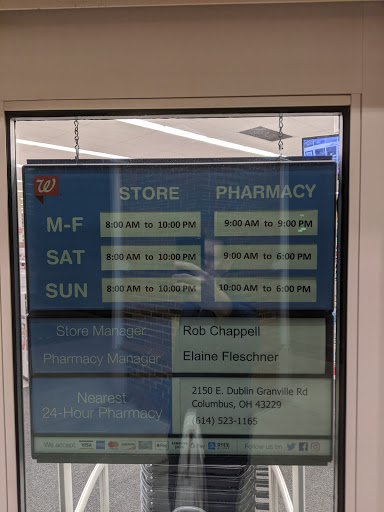 W
STORE PHARMACY
M-F 8:00 AM to 10:00 PM 9:00 AM to 9:00 PM
SAT 8:00 AM to 10:00 PM 9:00 AM to 6:00 PM
SUN 8:00 AM to 10:00 PM 10:00 AM to 6:00 PM
Store Manager Rob Chappell
Pharmacy Manager Elaine Fleschner
Nearest
24-Hour Pharmacy
2150 E. Dublin Granville Rd
Columbus, OH 43229
(614) 523-1165
We accept VISA Follow us on